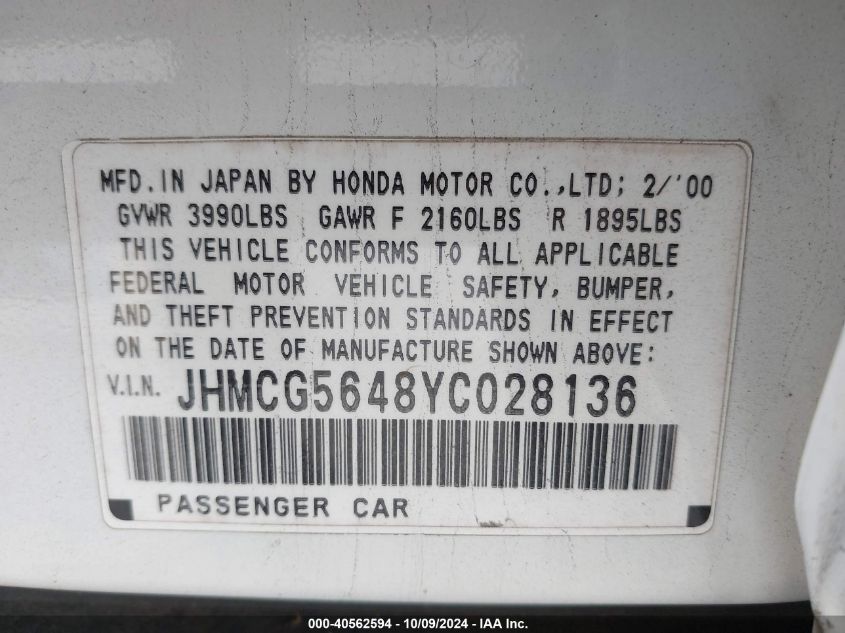 MFD.IN JAPAN BY HONDA MOTOR CO.,LTD; 2/'00
GVWR 3990LBS GAWR F 2160LBS R 1895LBS
THIS VEHICLE CONFORMS TO ALL APPLICABLE
FEDERAL MOTOR VEHICLE SAFETY, BUMPER,
AND THEFT PREVENTION STANDARDS IN EFFECT
ON THE DATE OF MANUFACTURE SHOWN ABOVE:
V.I.N. JHMCG5648YC028136
PASSENGER CAR
000-40562594 - 10/09/2024 - IAA Inc.